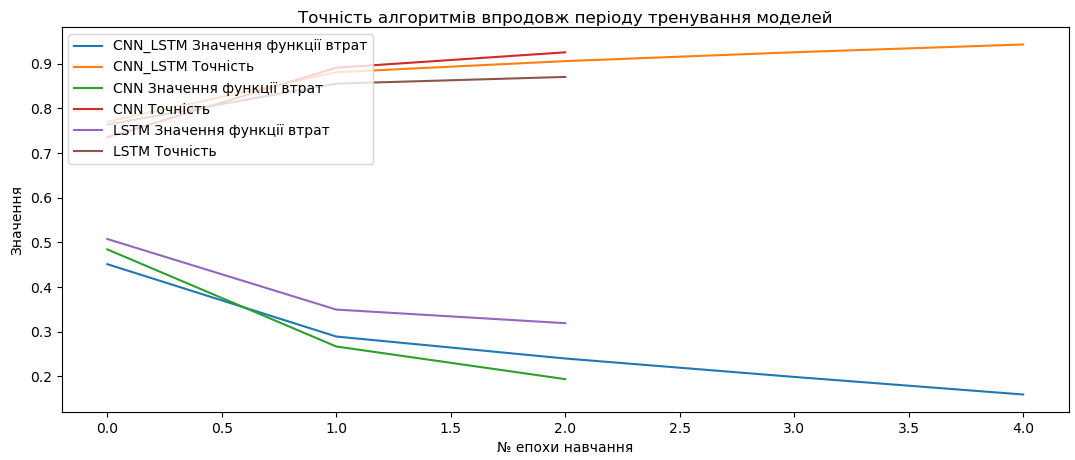 Точність алгоритмів впродовж періоду тренування моделей
CNN_LSTM Значення функції втрат
CNN_LSTM Точність
CNN Значення функції втрат
CNN Точність
LSTM Значення функції втрат
LSTM Точність
Значення
0.9
0.8
0.7
0.6
0.5
0.4
0.3
0.2
0.0 0.5 1.0 1.5 2.0 2.5 3.0 3.5 4.0
№ епохи навчання